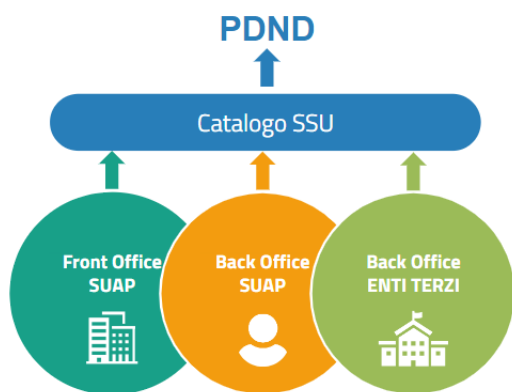 PDND
Catalogo SSU
Front Office
SUAP
Back Office
SUAP
Back Office
ENTI TERZI